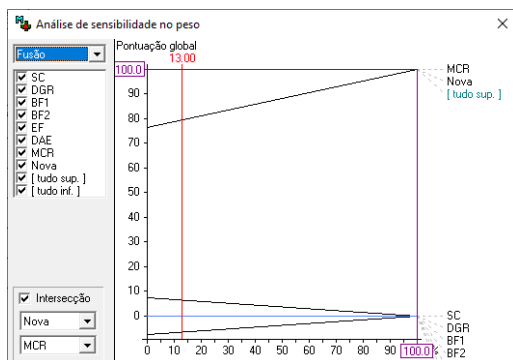 Análise de sensibilidade no peso
Fusão
SC
DGR
BF1
BF2
EF
DAE
MCR
Nova
[ tudo sup. ]
[ tudo inf. ]
Intersecção
Nova
MCR
Pontuação global
13.00
100.0
90
80
70
60
50
40
30
20
10
0
0 10 20 30 40 50 60 70 80 90 100.0
MCR
Nova
[ tudo sup. ]
SC
DGR
BF1
BF2